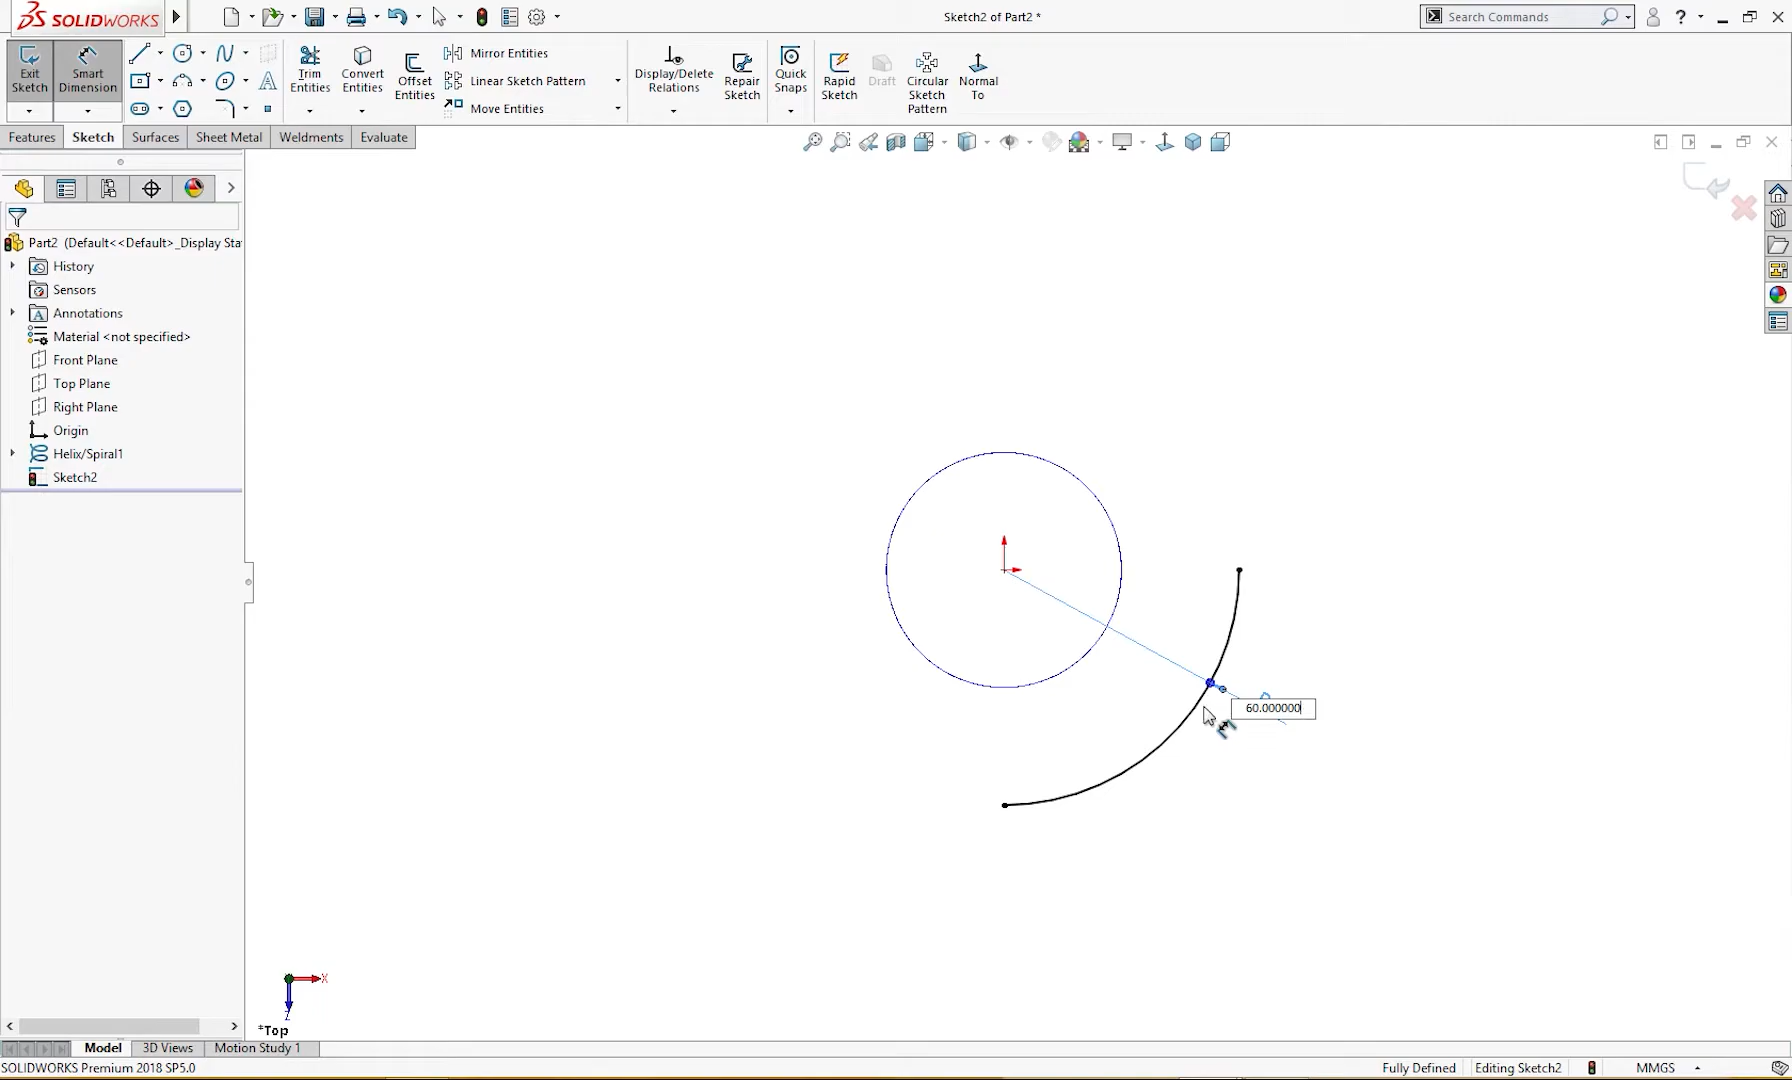 SOLIDWORKS
Sketch2 of Part2 *
Search Commands
?
Exit Sketch
Smart Dimension
Trim Entities
Convert Entities
Offset Entities
Mirror Entities
Linear Sketch Pattern
Move Entities
Display/Delete Relations
Repair Sketch
Quick Snaps
Rapid Sketch
Draft
Circular Sketch Pattern
Normal To
Features
Sketch
Surfaces
Sheet Metal
Weldments
Evaluate
Part2 (Default<<Default>_Display Sta
History
Sensors
Annotations
Material <not specified>
Front Plane
Top Plane
Right Plane
Origin
Helix/Spiral1
Sketch2
60.000000
X
Z
*Top
Model
3D Views
Motion Study 1
SOLIDWORKS Premium 2018 SP5.0
Fully Defined
Editing Sketch2
MMGS